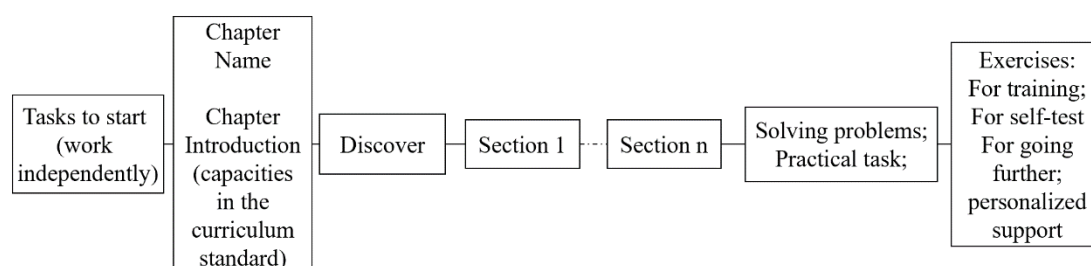 Tasks to start
(work
independently)
Chapter
Name
Chapter
Introduction
(capacities
in the
curriculum
standard)
Discover
Section 1
Section n
Solving problems;
Practical task;
Exercises:
For training;
For self-test
For going
further;
personalized
support